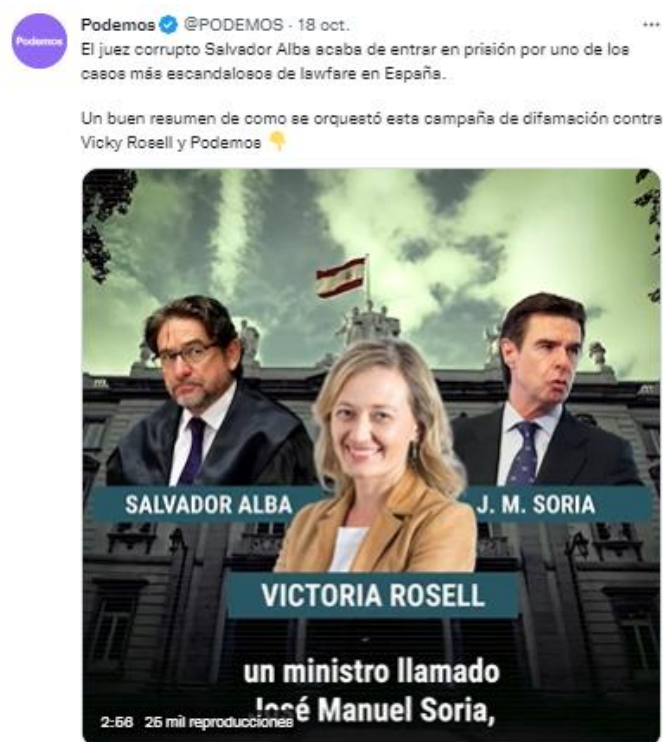 Podemos
Podemos @PODEMOS · 18 oct.
El juez corrupto Salvador Alba acaba de entrar en prisión por uno de los
casos más escandalosos de lawfare en España.
Un buen resumen de como se orquestó esta campaña de difamación contra
Vicky Rosell y Podemos 👇
SALVADOR ALBA
J. M. SORIA
VICTORIA ROSELL
un ministro llamado
José Manuel Soria,
2:56 25 mil reproducciones